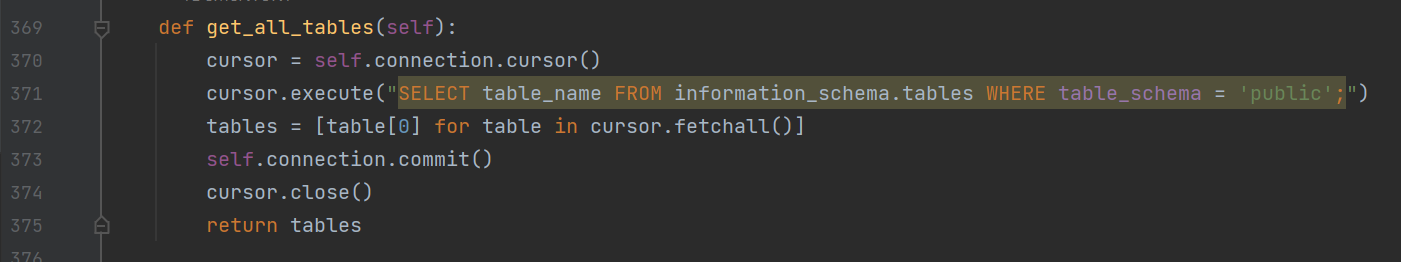 369 def get_all_tables(self):
370 cursor = self.connection.cursor()
371 cursor.execute("SELECT table_name FROM information_schema.tables WHERE table_schema = 'public';")
372 tables = [table[0] for table in cursor.fetchall()]
373 self.connection.commit()
374 cursor.close()
375 return tables
376